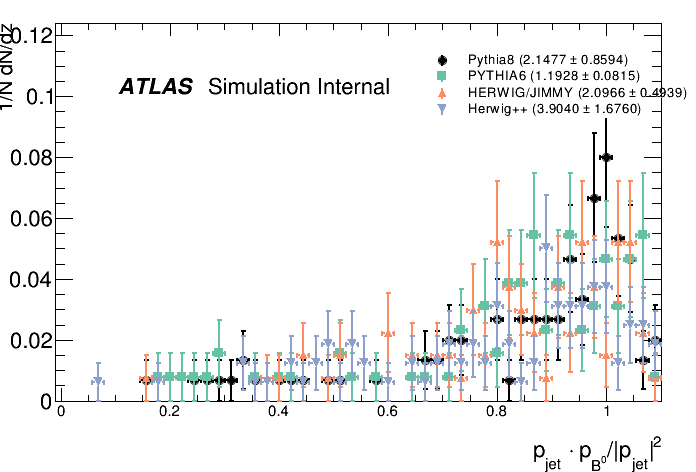 1/N dN/dz
0.12
0.1
0.08
0.06
0.04
0.02
0
ATLAS Simulation Internal
Pythia8 (2.1477 ± 0.8594)
PYTHIA6 (1.1928 ± 0.0815)
HERWIG/JIMMY (2.0966 ± 0.4939)
Herwig++ (3.9040 ± 1.6760)
0 0.2 0.4 0.6 0.8 1
p_jet · p_B⁰/|p_jet|²